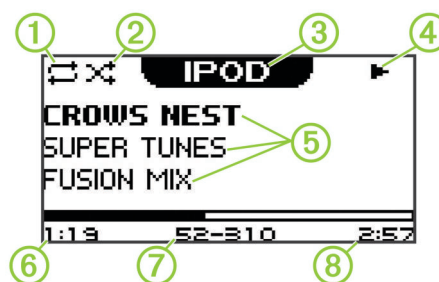 ① ② ③ ④
IPOD
CROWS NEST
SUPER TUNES
⑤
FUSION MIX
1:19 52-310 2:57
⑥ ⑦ ⑧